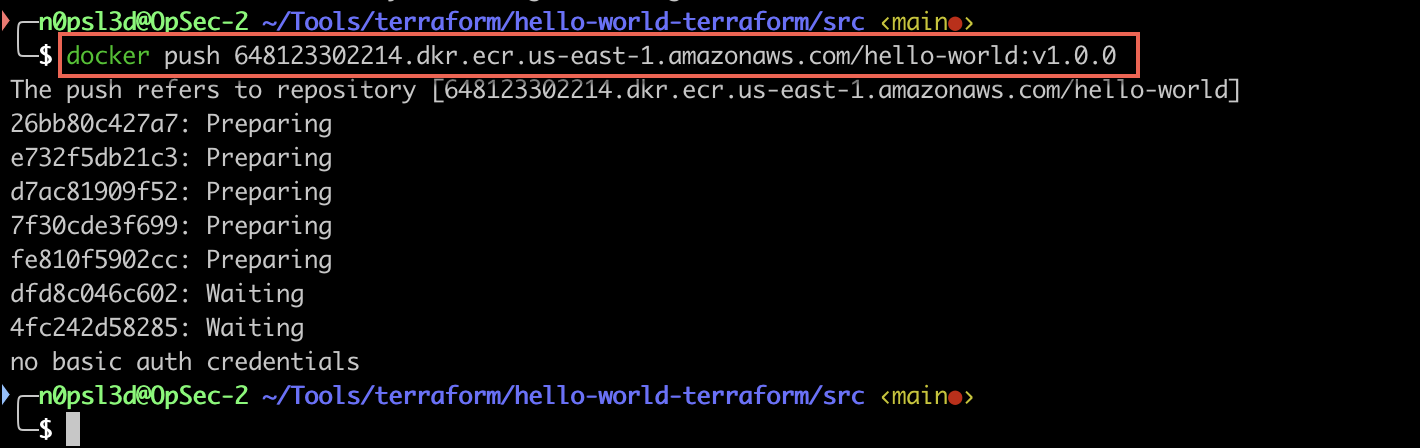 n0psl3d@OpSec-2 ~/Tools/terraform/hello-world-terraform/src ‹main●›
$ docker push 648123302214.dkr.ecr.us-east-1.amazonaws.com/hello-world:v1.0.0
The push refers to repository [648123302214.dkr.ecr.us-east-1.amazonaws.com/hello-world]
26bb80c427a7: Preparing
e732f5db21c3: Preparing
d7ac81909f52: Preparing
7f30cde3f699: Preparing
fe810f5902cc: Preparing
dfd8c046c602: Waiting
4fc242d58285: Waiting
no basic auth credentials
n0psl3d@OpSec-2 ~/Tools/terraform/hello-world-terraform/src ‹main●›
$